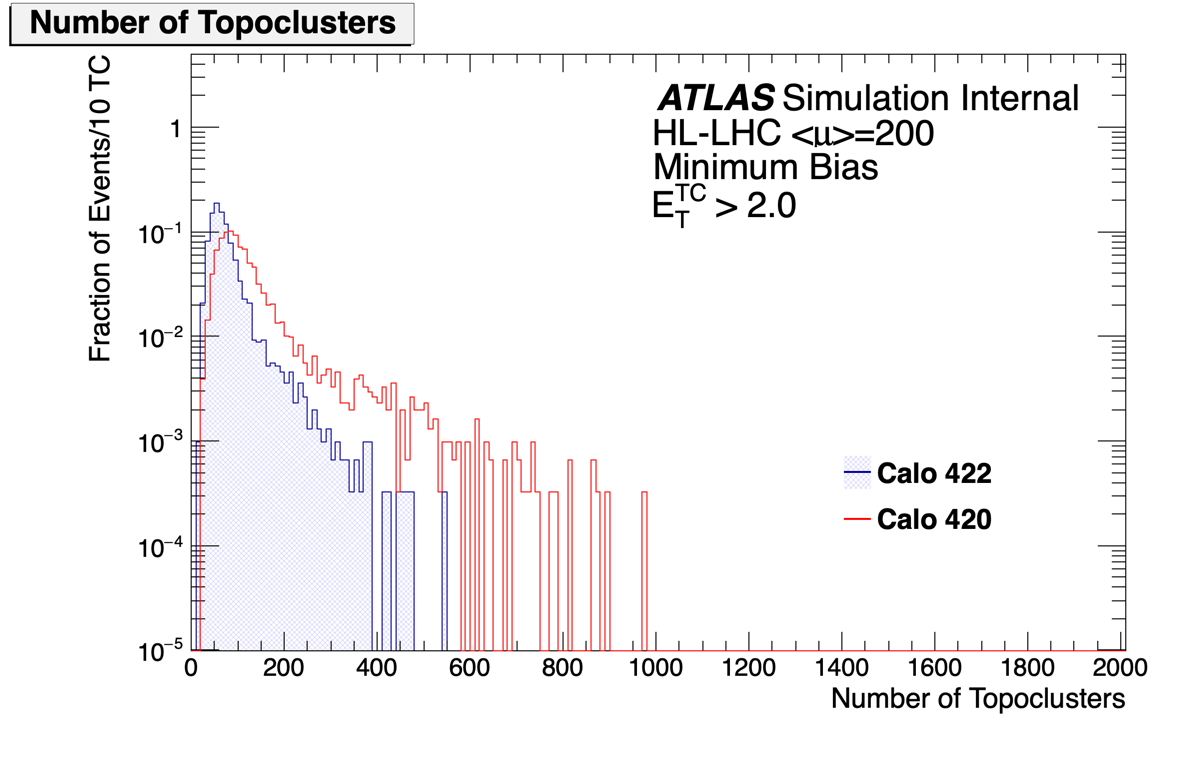 Number of Topoclusters
Fraction of Events/10 TC
ATLAS Simulation Internal
HL-LHC <μ>=200
Minimum Bias
E_T^TC > 2.0
1
10⁻¹
10⁻²
10⁻³
10⁻⁴
10⁻⁵
Calo 422
Calo 420
0 200 400 600 800 1000 1200 1400 1600 1800 2000
Number of Topoclusters